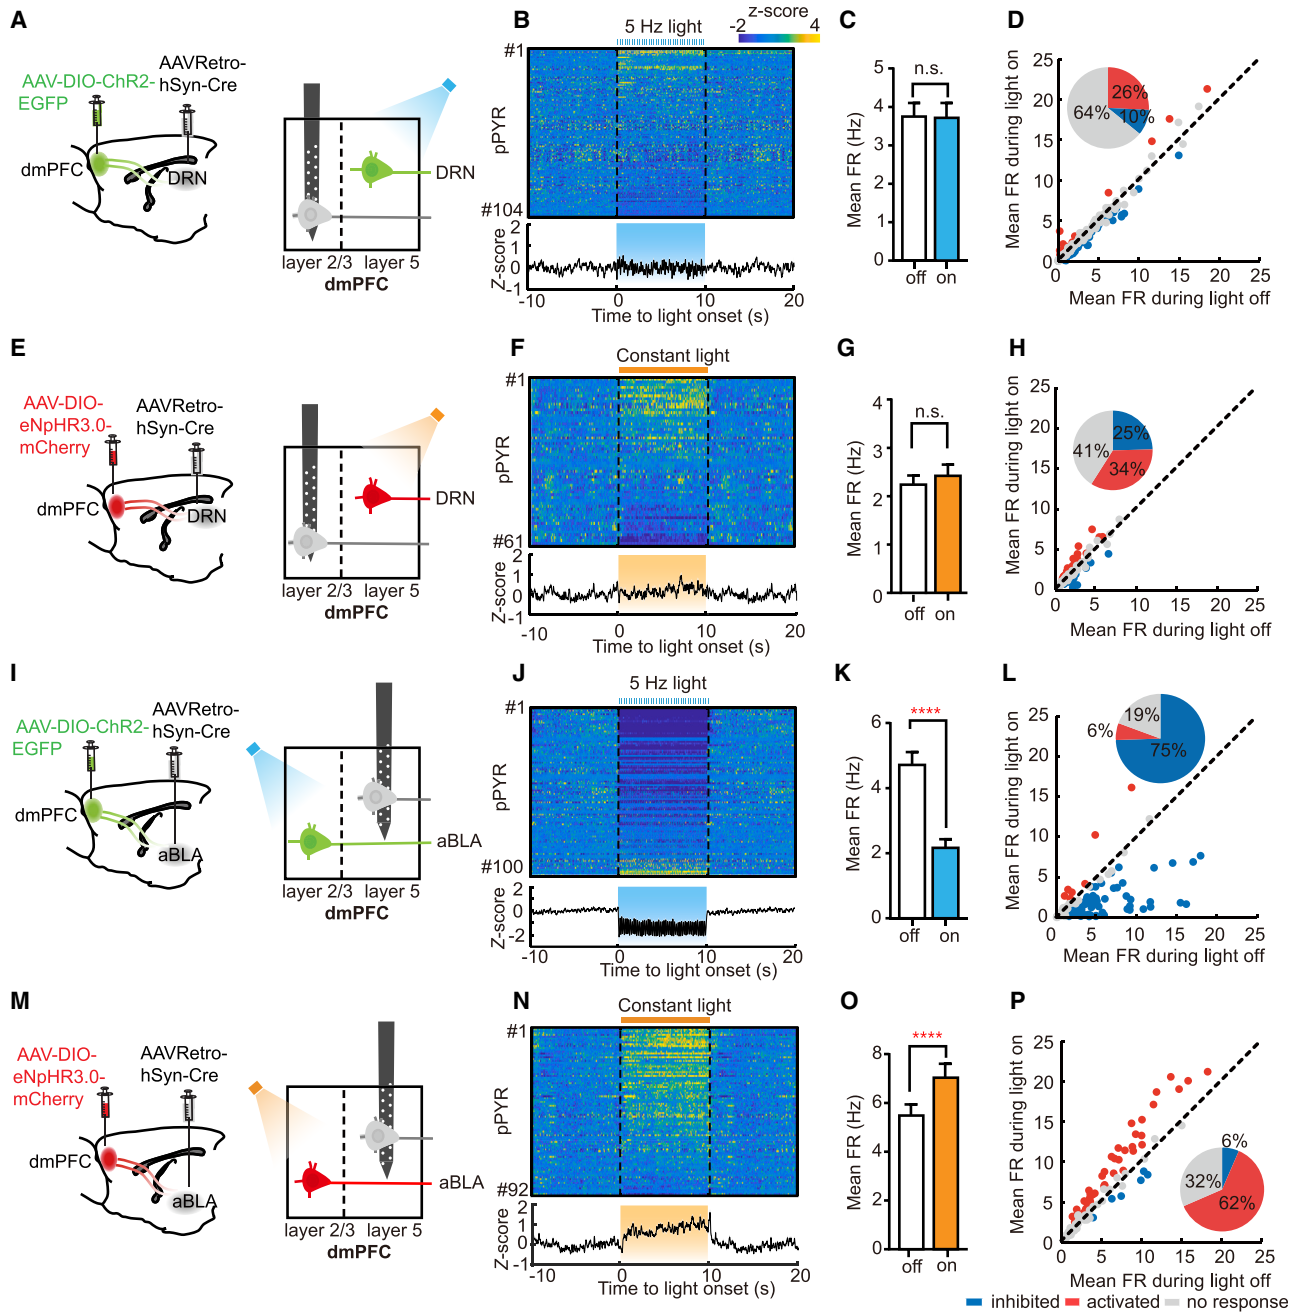 A
AAV-DIO-ChR2-
EGFP
AAVRetro-
hSyn-Cre
dmPFC
DRN
DRN
layer 2/3 layer 5
dmPFC
B
5 Hz light
z-score
-2 4
#1
pPYR
#104
2
1
0
-1
Z-score
-10 0 10 20
Time to light onset (s)
C
n.s.
Mean FR (Hz)
5
4
3
2
1
0
off on
D
Mean FR during light on
25
20
15
10
5
0
26%
10%
64%
0 5 10 15 20 25
Mean FR during light off
E
AAV-DIO-
eNpHR3.0-
mCherry
AAVRetro-
hSyn-Cre
dmPFC
DRN
DRN
layer 2/3 layer 5
dmPFC
F
Constant light
#1
pPYR
#61
2
1
0
-1
Z-score
-10 0 10 20
Time to light onset (s)
G
n.s.
Mean FR (Hz)
4
3
2
1
0
off on
H
Mean FR during light on
25
20
15
10
5
0
25%
41%
34%
0 5 10 15 20 25
Mean FR during light off
I
AAV-DIO-ChR2-
EGFP
AAVRetro-
hSyn-Cre
dmPFC
aBLA
aBLA
layer 2/3 layer 5
dmPFC
J
5 Hz light
#1
pPYR
#100
2
0
-2
Z-score
-10 0 10 20
Time to light onset (s)
K
****
Mean FR (Hz)
6
4
2
0
off on
L
Mean FR during light on
25
20
15
10
5
0
19%
6%
75%
0 5 10 15 20 25
Mean FR during light off
M
AAV-DIO-
eNpHR3.0-
mCherry
AAVRetro-
hSyn-Cre
dmPFC
aBLA
aBLA
layer 2/3 layer 5
dmPFC
N
Constant light
#1
pPYR
#92
2
1
0
-1
Z-score
-10 0 10 20
Time to light onset (s)
O
****
Mean FR (Hz)
8
6
4
2
0
off on
P
Mean FR during light on
25
20
15
10
5
0
6%
32%
62%
0 5 10 15 20 25
Mean FR during light off
inhibited activated no response